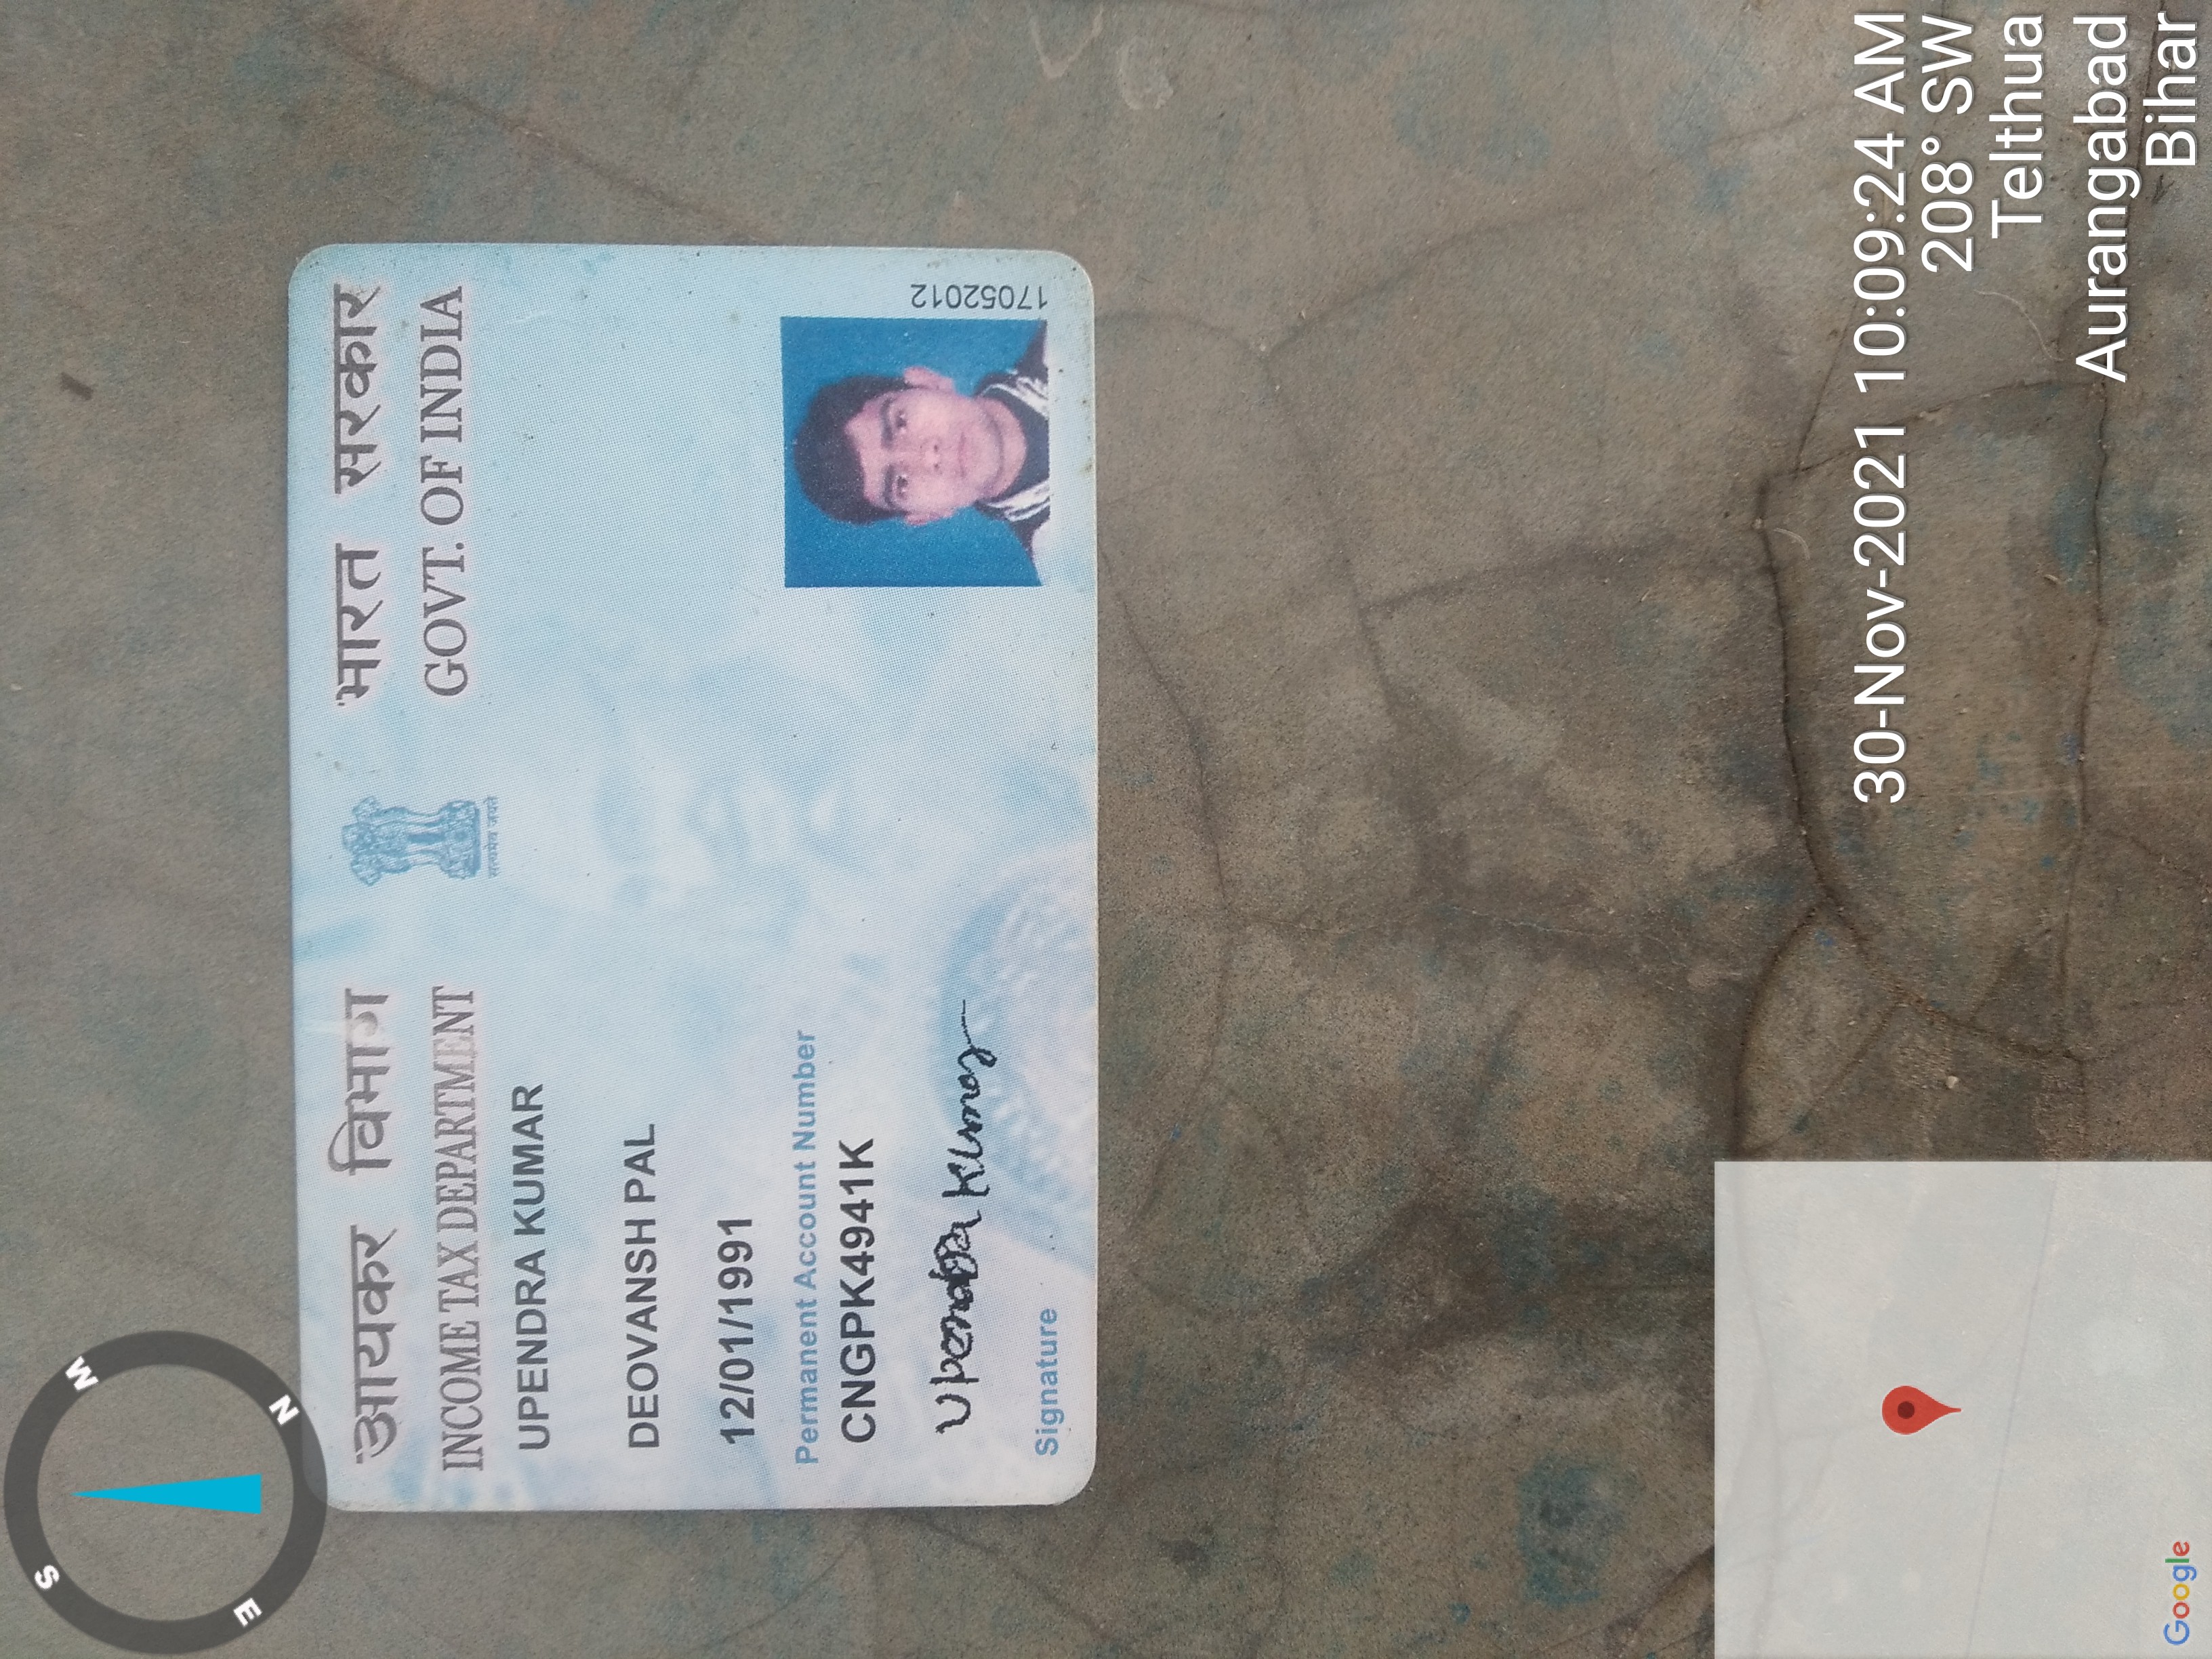 S
W
E
N
आयकर विभाग
भारत सरकार
INCOME TAX DEPARTMENT
GOVT. OF INDIA
सत्यमेव जयते
UPENDRA KUMAR
DEOVANSH PAL
12/01/1991
Permanent Account Number
CNGPK4941K
Upendra Kumar
Signature
17052012
30-Nov-2021 10:09:24 AM
208° SW
Telthua
Aurangabad
Bihar
Google